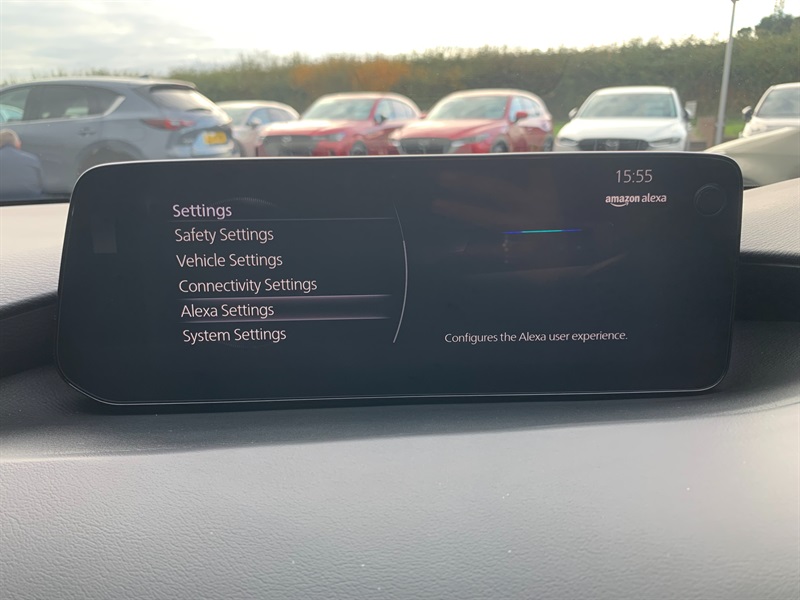 15:55
amazon alexa
Settings
Safety Settings
Vehicle Settings
Connectivity Settings
Alexa Settings
System Settings
Configures the Alexa user experience.